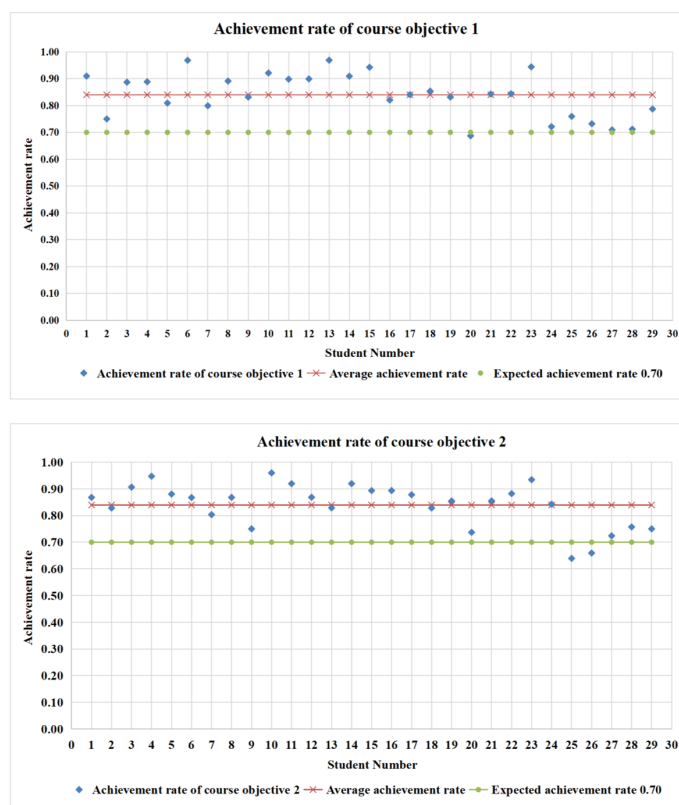 Achievement rate of course objective 1
Achievement rate
1.00
0.90
0.80
0.70
0.60
0.50
0.40
0.30
0.20
0.10
0.00
0 1 2 3 4 5 6 7 8 9 10 11 12 13 14 15 16 17 18 19 20 21 22 23 24 25 26 27 28 29 30
Student Number
Achievement rate of course objective 1 Average achievement rate Expected achievement rate 0.70
Achievement rate of course objective 2
Achievement rate
1.00
0.90
0.80
0.70
0.60
0.50
0.40
0.30
0.20
0.10
0.00
0 1 2 3 4 5 6 7 8 9 10 11 12 13 14 15 16 17 18 19 20 21 22 23 24 25 26 27 28 29 30
Student Number
Achievement rate of course objective 2 Average achievement rate Expected achievement rate 0.70